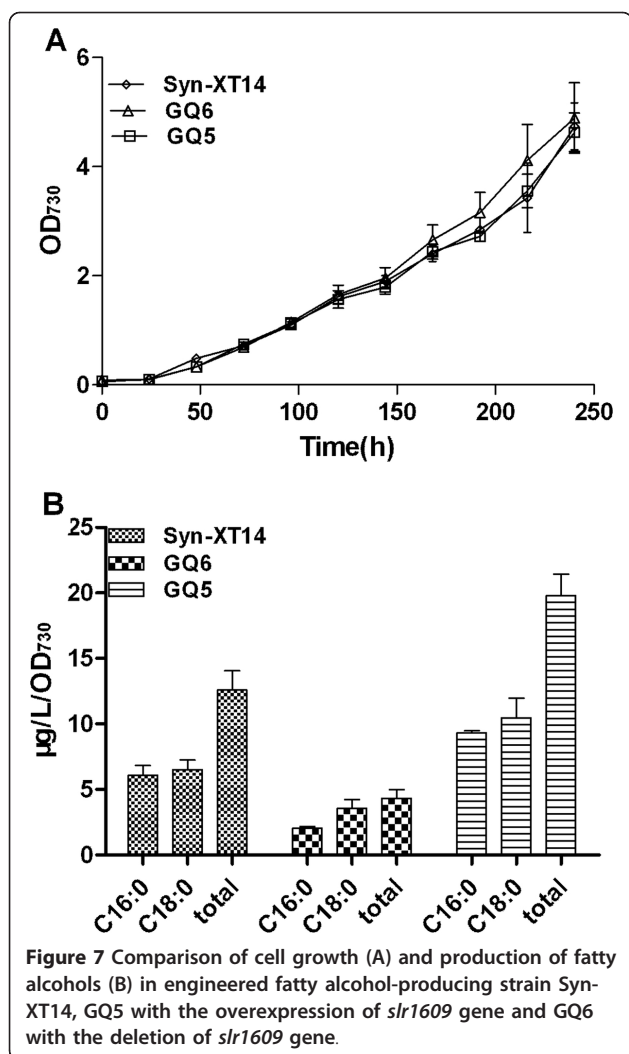 A
6
4
2
0
OD730
Syn-XT14
GQ6
GQ5
0 50 100 150 200 250
Time(h)
B
25
20
15
10
5
0
µg/L/OD730
Syn-XT14
GQ6
GQ5
C16:0 C18:0 total C16:0 C18:0 total C16:0 C18:0 total
Figure 7 Comparison of cell growth (A) and production of fatty
alcohols (B) in engineered fatty alcohol-producing strain Syn-
XT14, GQ5 with the overexpression of slr1609 gene and GQ6
with the deletion of slr1609 gene.